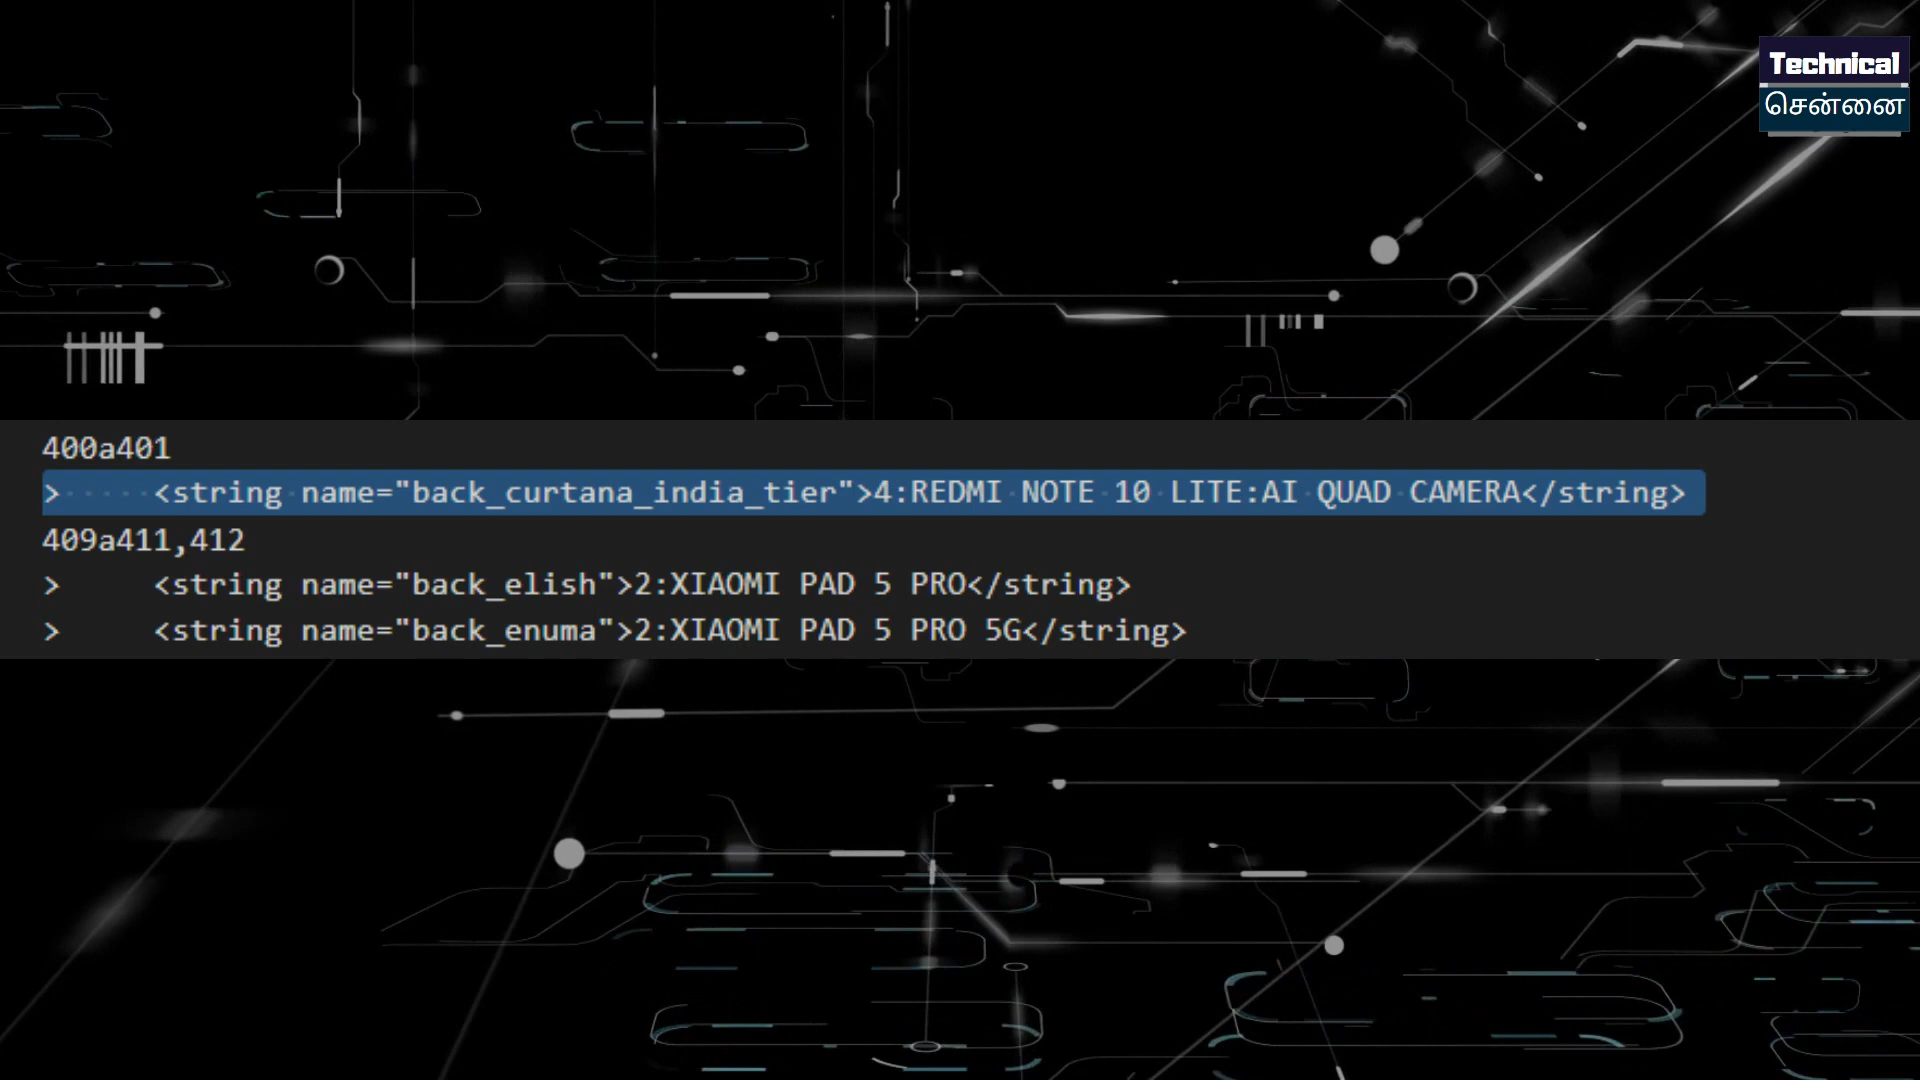 Technical
சென்னை
400a401
>     <string name="back_curtana_india_tier">4:REDMI NOTE 10 LITE:AI QUAD CAMERA</string>
409a411,412
>     <string name="back_elish">2:XIAOMI PAD 5 PRO</string>
>     <string name="back_enuma">2:XIAOMI PAD 5 PRO 5G</string>